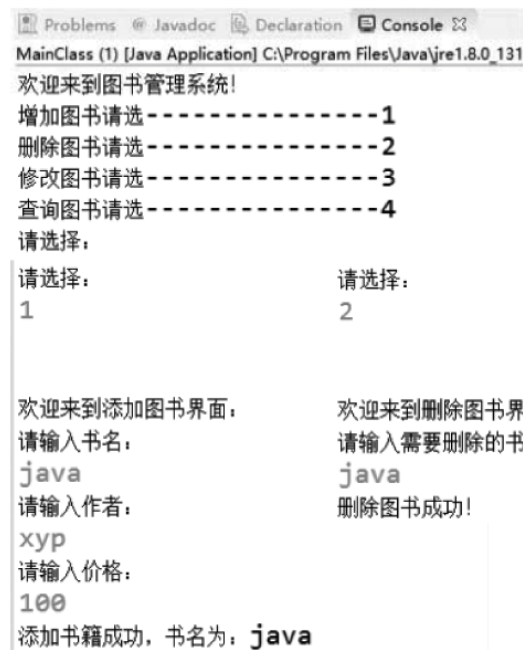 Problems @ Javadoc Declaration Console
MainClass (1) [Java Application] C:\Program Files\Java\jre1.8.0_131
欢迎来到图书管理系统!
增加图书请选---------------1
删除图书请选---------------2
修改图书请选---------------3
查询图书请选---------------4
请选择:
请选择:
1
欢迎来到添加图书界面:
请输入书名:
java
请输入作者:
xyp
请输入价格:
100
添加书籍成功，书名为: java
请选择:
2
欢迎来到删除图书界
请输入需要删除的书
java
删除图书成功!